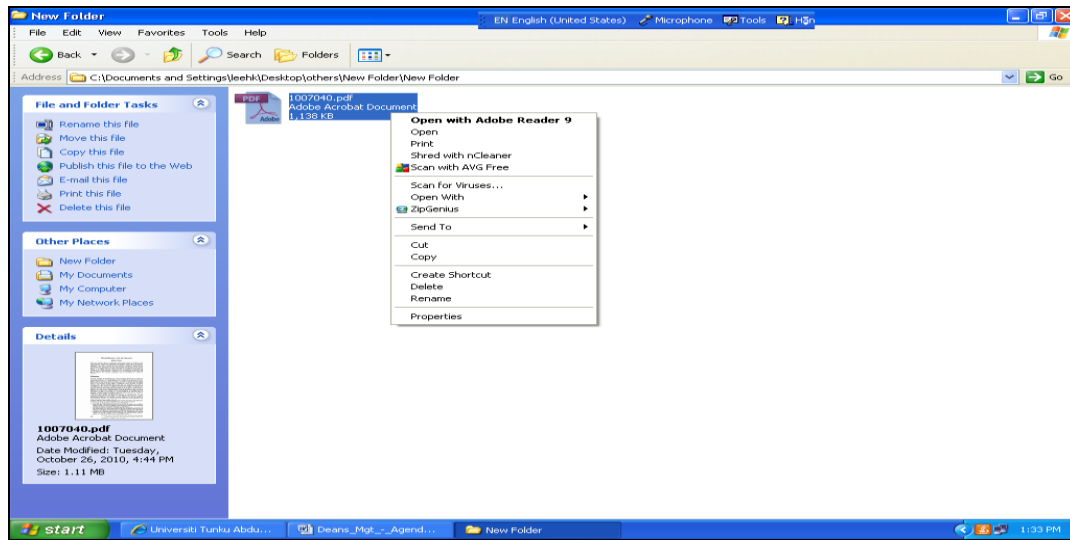 New Folder
EN English (United States) Microphone Tools
File Edit View Favorites Tools Help
Back Search Folders
Address C:\Documents and Settings\leehk\Desktop\others\New Folder\New Folder Go
File and Folder Tasks
Rename this file
Move this file
Copy this file
Publish this file to the Web
E-mail this file
Print this file
Delete this file
Other Places
New Folder
My Documents
My Computer
My Network Places
Details
1007040.pdf
Adobe Acrobat Document
Date Modified: Tuesday,
October 26, 2010, 4:44 PM
Size: 1.11 MB
PDF
Adobe
1007040.pdf
Adobe Acrobat Document
1,138 KB
Open with Adobe Reader 9
Open
Print
Shred with nCleaner
Scan with AVG Free
Scan for Viruses...
Open With
ZipGenius
Send To
Cut
Copy
Create Shortcut
Delete
Rename
Properties
start Universiti Tunku Abdu... Deans_Mgt_-_Agend... New Folder 1:33 PM